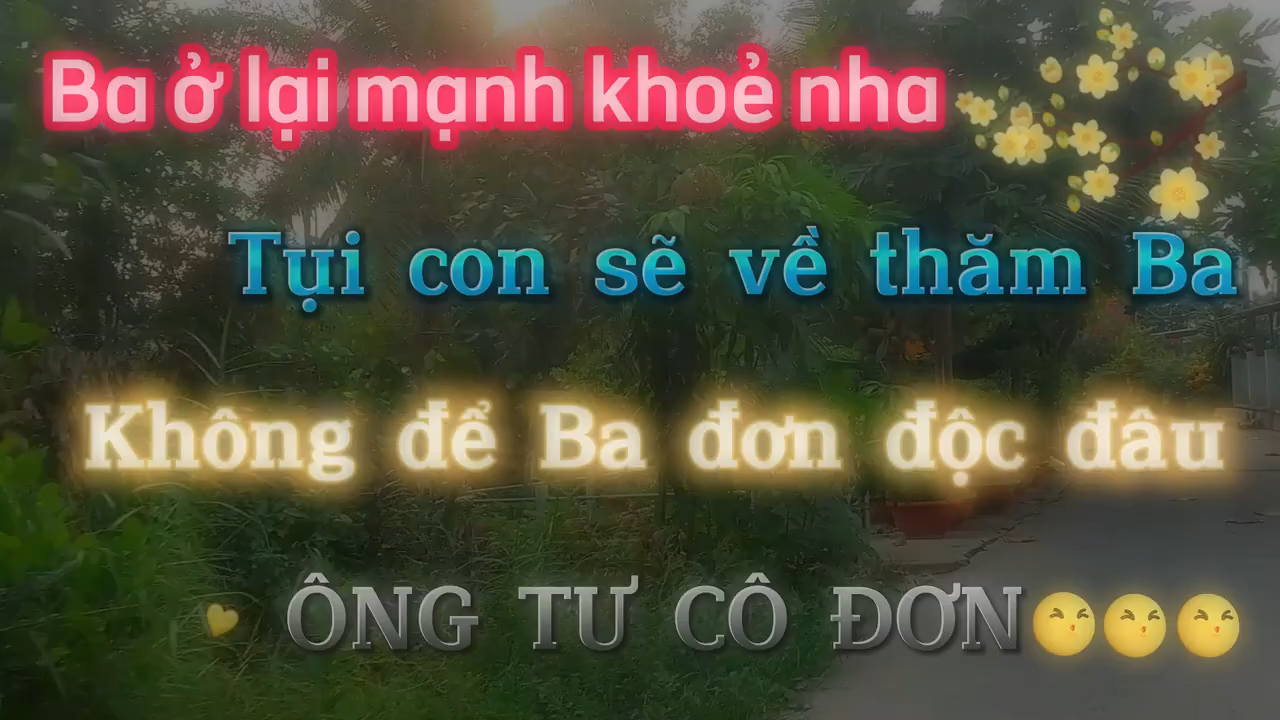 Ba ở lại mạnh khoẻ nha
Tụi con sẽ về thăm Ba
Không để Ba đơn độc đâu
ÔNG TƯ CÔ ĐƠN